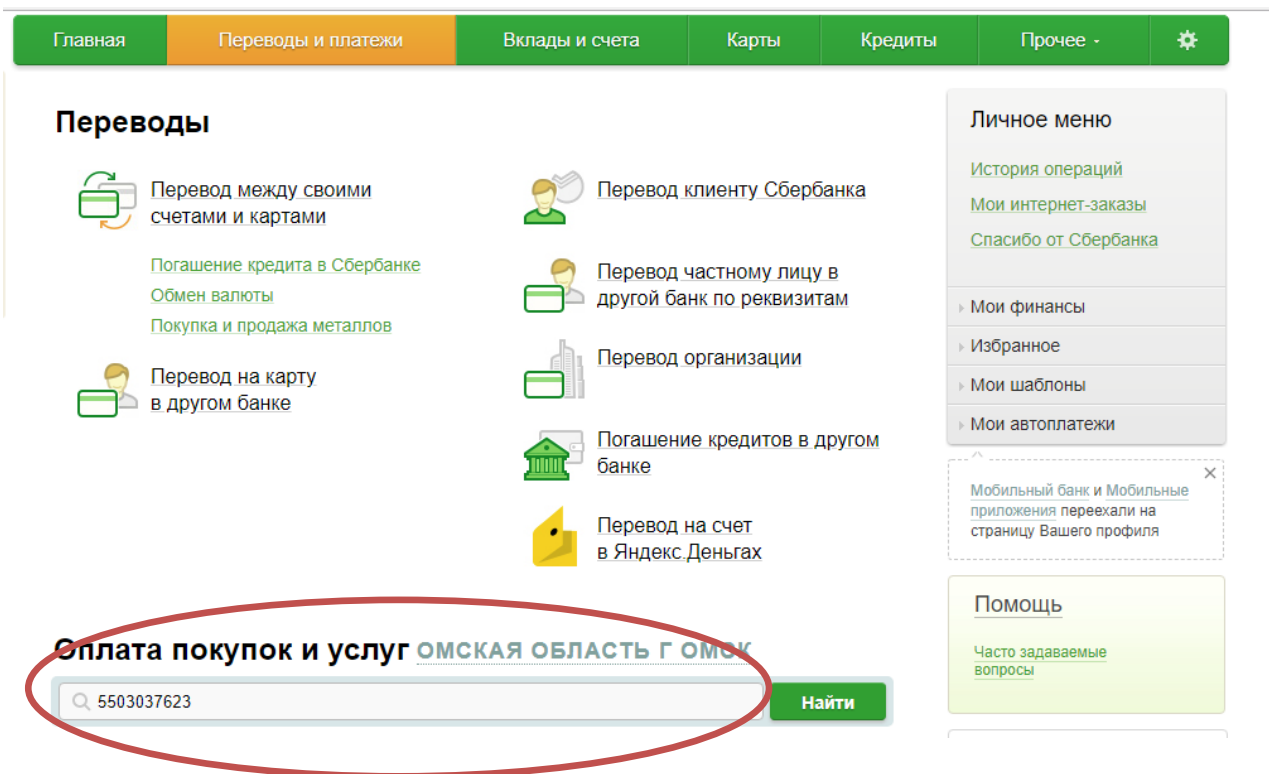 Главная Переводы и платежи Вклады и счета Карты Кредиты Прочее -
Переводы
Перевод между своими
счетами и картами
Погашение кредита в Сбербанке
Обмен валюты
Покупка и продажа металлов
Перевод на карту
в другом банке
Перевод клиенту Сбербанка
Перевод частному лицу в
другой банк по реквизитам
Перевод организации
Погашение кредитов в другом
банке
Перевод на счет
в Яндекс.Деньгах
Оплата покупок и услуг ОМСКАЯ ОБЛАСТЬ Г ОМСК
5503037623 Найти
Личное меню
История операций
Мои интернет-заказы
Спасибо от Сбербанка
Мои финансы
Избранное
Мои шаблоны
Мои автоплатежи
Мобильный банк и Мобильные
приложения переехали на
страницу Вашего профиля
Помощь
Часто задаваемые
вопросы